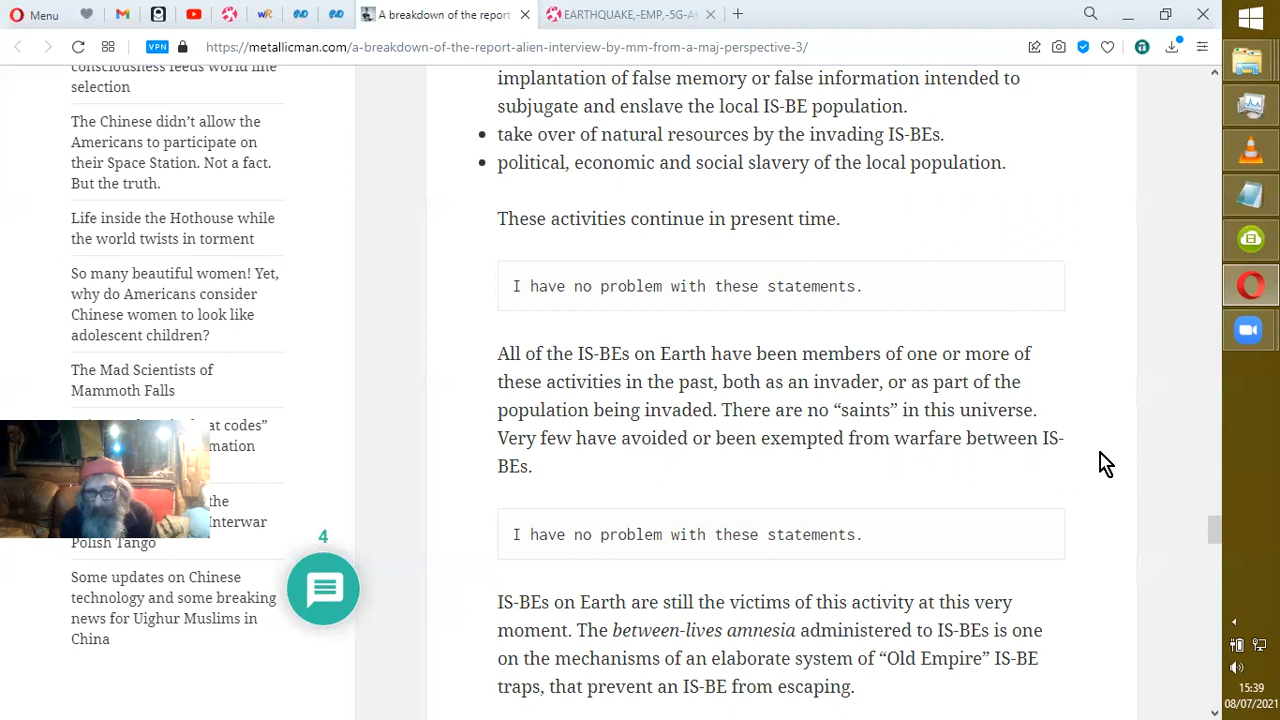 Menu
A breakdown of the report
EARTHQUAKE,-EMP,-5G-AT
VPN
https://metallicman.com/a-breakdown-of-the-report-alien-interview-by-mm-from-a-maj-perspective-3/
consciousness feeds world line
selection
The Chinese didn’t allow the
Americans to participate on
their Space Station. Not a fact.
But the truth.
Life inside the Hothouse while
the world twists in torment
So many beautiful women! Yet,
why do Americans consider
Chinese women to look like
adolescent children?
The Mad Scientists of
Mammoth Falls
at codes”
mation
the
Interwar
Polish Tango
Some updates on Chinese
technology and some breaking
news for Uighur Muslims in
China
4
implantation of false memory or false information intended to
subjugate and enslave the local IS-BE population.
take over of natural resources by the invading IS-BEs.
political, economic and social slavery of the local population.
These activities continue in present time.
I have no problem with these statements.
All of the IS-BEs on Earth have been members of one or more of
these activities in the past, both as an invader, or as part of the
population being invaded. There are no “saints” in this universe.
Very few have avoided or been exempted from warfare between IS-
BEs.
I have no problem with these statements.
IS-BEs on Earth are still the victims of this activity at this very
moment. The between-lives amnesia administered to IS-BEs is one
on the mechanisms of an elaborate system of “Old Empire” IS-BE
traps, that prevent an IS-BE from escaping.
15:39
08/07/2021